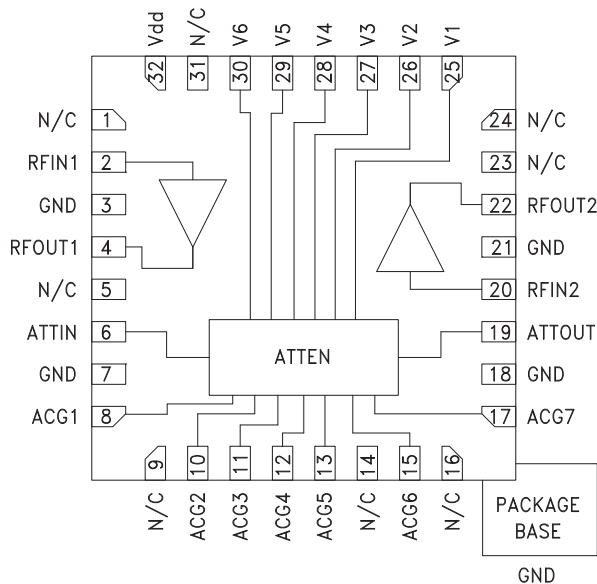 Vdd N/C V6 V5 V4 V3 V2 V1
32 31 30 29 28 27 26 25
N/C 1
RFIN1 2
GND 3
RFOUT1 4
N/C 5
ATTIN 6
GND 7
ACG1 8
24 N/C
23 N/C
22 RFOUT2
21 GND
20 RFIN2
19 ATTOUT
18 GND
17 ACG7
ATTEN
9 10 11 12 13 14 15 16
N/C ACG2 ACG3 ACG4 ACG5 N/C ACG6 N/C
PACKAGE
BASE
GND